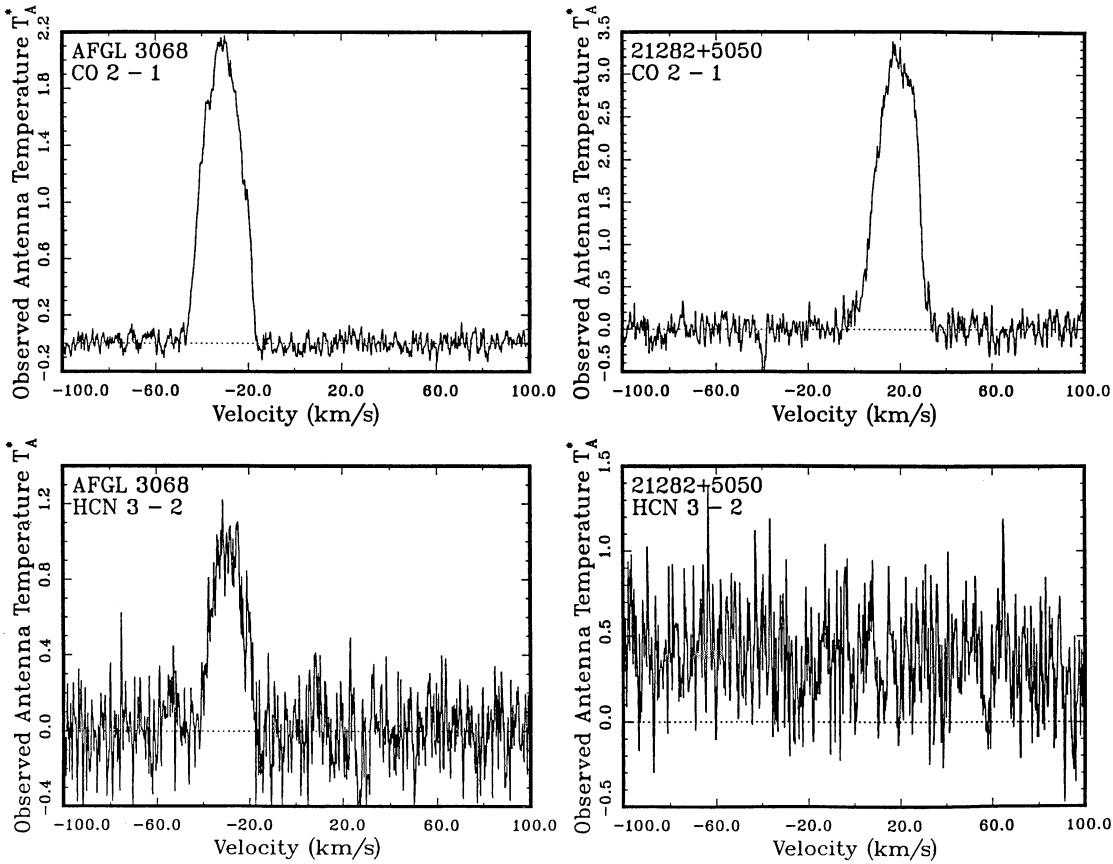 Observed Antenna Temperature T_A^*
-0.2 0.2 0.6 1.0 1.4 1.8 2.2
AFGL 3068
CO 2 - 1
-100.0 -60.0 -20.0 20.0 60.0 100.0
Velocity (km/s)
Observed Antenna Temperature T_A^*
-0.5 0.0 0.5 1.0 1.5 2.0 2.5 3.0 3.5
21282+5050
CO 2 - 1
-100.0 -60.0 -20.0 20.0 60.0 100.0
Velocity (km/s)
Observed Antenna Temperature T_A^*
-0.4 0.0 0.4 0.8 1.2
AFGL 3068
HCN 3 - 2
-100.0 -60.0 -20.0 20.0 60.0 100.0
Velocity (km/s)
Observed Antenna Temperature T_A^*
-0.5 0.0 0.5 1.0 1.5
21282+5050
HCN 3 - 2
-100.0 -60.0 -20.0 20.0 60.0 100.0
Velocity (km/s)